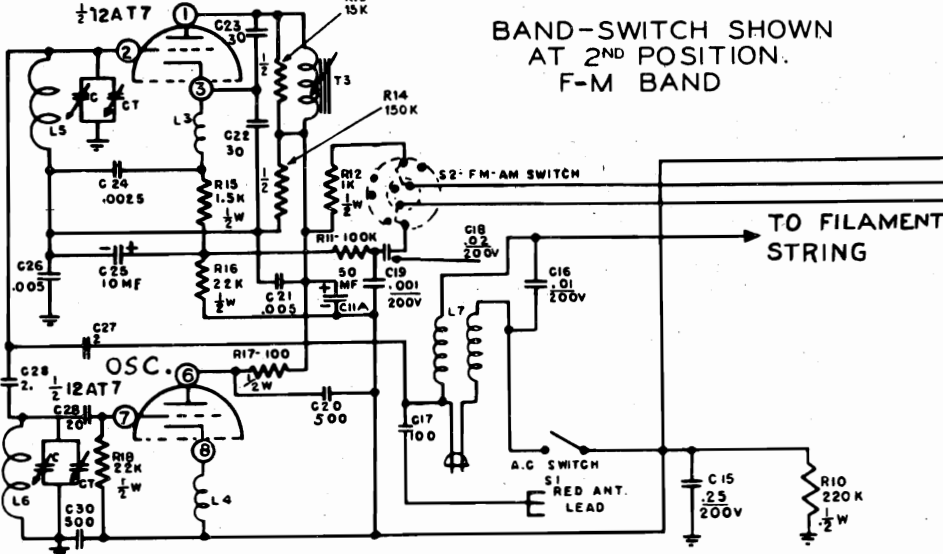 BAND-SWITCH SHOWN
AT 2ND POSITION.
F-M BAND
½ 12AT7
1
2
3
C23
30
15K
½
T3
R14
150K
C
CT
L5
L3
C22
30
½
R12
1K
½W
S2-FM-AM SWITCH
C24
.0025
R15
1.5K
½W
R11-100K
C18
.02
200V
TO FILAMENT
STRING
C26
.005
- +
C25
10MF
R16
22K
½W
C21
.005
50
MF
+
-
C11A
C19
.001
200V
C16
.01
200V
L7
C27
2
OSC.
6
R17-100
½W
C28
2.
½ 12AT7
C28
20
7
C20
500
C17
100
8
C
CT
L6
R18
22K
½W
L4
A.C SWITCH
S1
RED ANT.
LEAD
C15
.25
200V
R10
220K
½W
C30
500